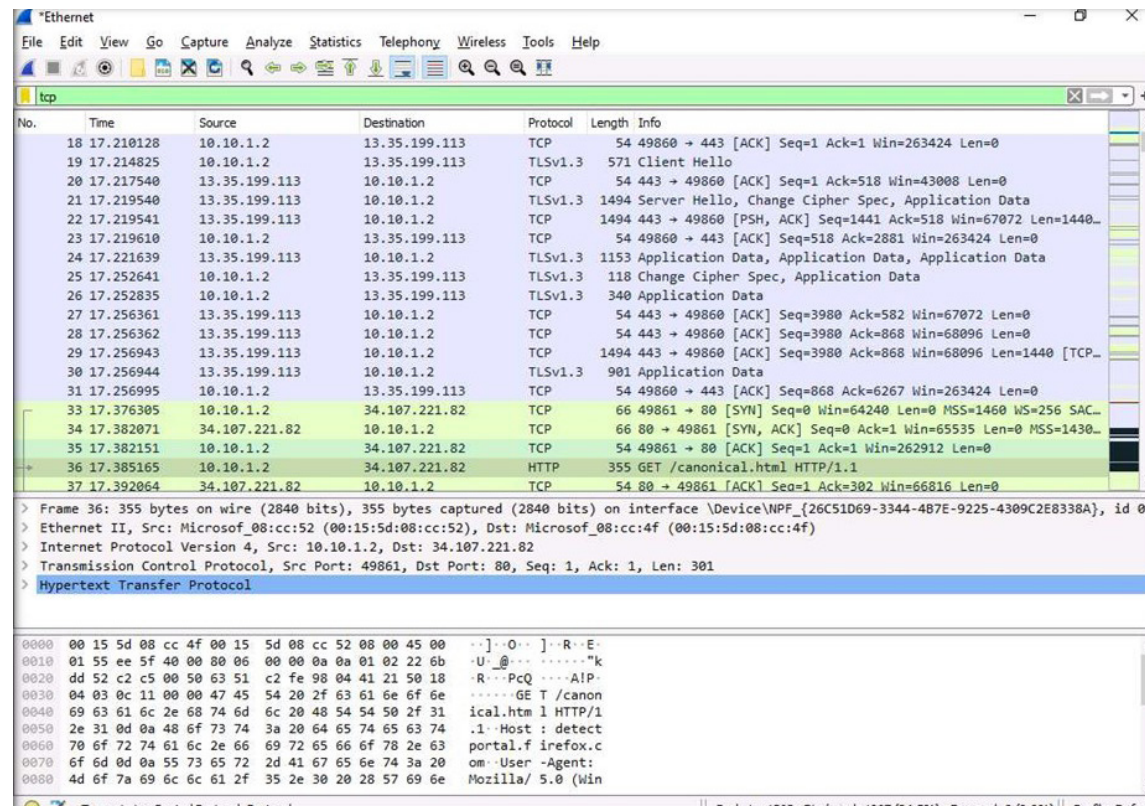 *Ethernet
File Edit View Go Capture Analyze Statistics Telephony Wireless Tools Help
tcp
No. Time Source Destination Protocol Length Info
18 17.210128 10.10.1.2 13.35.199.113 TCP 54 49860 → 443 [ACK] Seq=1 Ack=1 Win=263424 Len=0
19 17.214825 10.10.1.2 13.35.199.113 TLSv1.3 571 Client Hello
20 17.217540 13.35.199.113 10.10.1.2 TCP 54 443 → 49860 [ACK] Seq=1 Ack=518 Win=43008 Len=0
21 17.219540 13.35.199.113 10.10.1.2 TLSv1.3 1494 Server Hello, Change Cipher Spec, Application Data
22 17.219541 13.35.199.113 10.10.1.2 TCP 1494 443 → 49860 [PSH, ACK] Seq=1441 Ack=518 Win=67072 Len=1440…
23 17.219610 10.10.1.2 13.35.199.113 TCP 54 49860 → 443 [ACK] Seq=518 Ack=2881 Win=263424 Len=0
24 17.221639 13.35.199.113 10.10.1.2 TLSv1.3 1153 Application Data, Application Data, Application Data
25 17.252641 10.10.1.2 13.35.199.113 TLSv1.3 118 Change Cipher Spec, Application Data
26 17.252835 10.10.1.2 13.35.199.113 TLSv1.3 340 Application Data
27 17.256361 13.35.199.113 10.10.1.2 TCP 54 443 → 49860 [ACK] Seq=3980 Ack=582 Win=67072 Len=0
28 17.256362 13.35.199.113 10.10.1.2 TCP 54 443 → 49860 [ACK] Seq=3980 Ack=868 Win=68096 Len=0
29 17.256943 13.35.199.113 10.10.1.2 TCP 1494 443 → 49860 [ACK] Seq=3980 Ack=868 Win=68096 Len=1440 [TCP…
30 17.256944 13.35.199.113 10.10.1.2 TLSv1.3 901 Application Data
31 17.256995 10.10.1.2 13.35.199.113 TCP 54 49860 → 443 [ACK] Seq=868 Ack=6267 Win=263424 Len=0
33 17.376305 10.10.1.2 34.107.221.82 TCP 66 49861 → 80 [SYN] Seq=0 Win=64240 Len=0 MSS=1460 WS=256 SAC…
34 17.382071 34.107.221.82 10.10.1.2 TCP 66 80 → 49861 [SYN, ACK] Seq=0 Ack=1 Win=65535 Len=0 MSS=1430…
35 17.382151 10.10.1.2 34.107.221.82 TCP 54 49861 → 80 [ACK] Seq=1 Ack=1 Win=262912 Len=0
36 17.385165 10.10.1.2 34.107.221.82 HTTP 355 GET /canonical.html HTTP/1.1
37 17.392064 34.107.221.82 10.10.1.2 TCP 54 80 → 49861 [ACK] Seq=1 Ack=302 Win=66816 Len=0
> Frame 36: 355 bytes on wire (2840 bits), 355 bytes captured (2840 bits) on interface \Device\NPF_{26C51D69-3344-4B7E-9225-4309C2E8338A}, id 0
> Ethernet II, Src: Microsof_08:cc:52 (00:15:5d:08:cc:52), Dst: Microsof_08:cc:4f (00:15:5d:08:cc:4f)
> Internet Protocol Version 4, Src: 10.10.1.2, Dst: 34.107.221.82
> Transmission Control Protocol, Src Port: 49861, Dst Port: 80, Seq: 1, Ack: 1, Len: 301
> Hypertext Transfer Protocol
0000 00 15 5d 08 cc 4f 00 15 5d 08 cc 52 08 00 45 00 ··]··O·· ]··R··E·
0010 01 55 ee 5f 40 00 80 06 00 00 0a 0a 01 02 22 6b ·U·_@··· ······"k
0020 dd 52 c2 c5 00 50 63 51 c2 fe 98 04 41 21 50 18 ·R···PcQ ····A!P·
0030 04 03 0c 11 00 00 47 45 54 20 2f 63 61 6e 6f 6e ······GE T /canon
0040 69 63 61 6c 2e 68 74 6d 6c 20 48 54 54 50 2f 31 ical.htm l HTTP/1
0050 2e 31 0d 0a 48 6f 73 74 3a 20 64 65 74 65 63 74 .1··Host : detect
0060 70 6f 72 74 61 6c 2e 66 69 72 65 66 6f 78 2e 63 portal.f irefox.c
0070 6f 6d 0d 0a 55 73 65 72 2d 41 67 65 6e 74 3a 20 om··User -Agent:
0080 4d 6f 7a 69 6c 6c 61 2f 35 2e 30 20 28 57 69 6e Mozilla/ 5.0 (Win